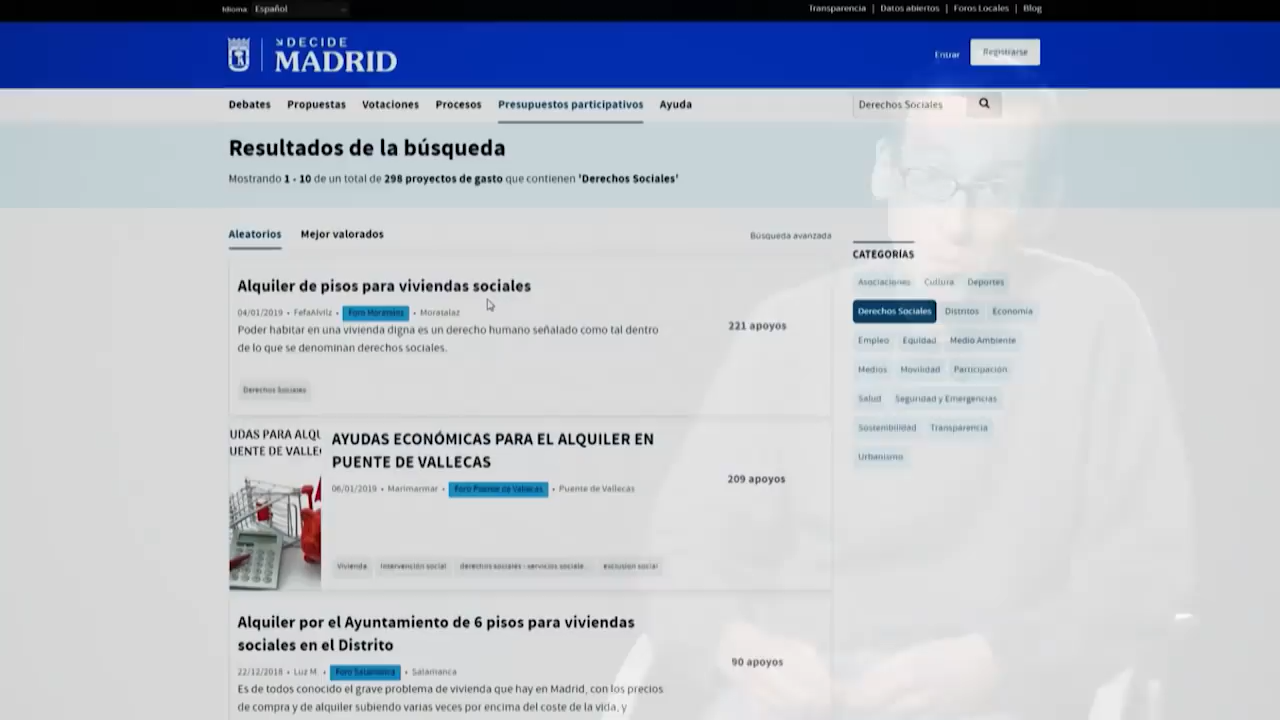 Idioma: Español
Transparencia | Datos abiertos | Foros Locales | Blog
DECIDE
MADRID
Entrar
Registrarse
Debates Propuestas Votaciones Procesos Presupuestos participativos Ayuda
Derechos Sociales
Resultados de la búsqueda
Mostrando 1 - 10 de un total de 298 proyectos de gasto que contienen 'Derechos Sociales'
Aleatorios Mejor valorados
Búsqueda avanzada
Alquiler de pisos para viviendas sociales
04/01/2019 • FefaAlviz • Foro Moratalaz • Moratalaz
Poder habitar en una vivienda digna es un derecho humano señalado como tal dentro
de lo que se denominan derechos sociales.
221 apoyos
Derechos Sociales
UDAS PARA ALQU
UENTE DE VALLE
AYUDAS ECONÓMICAS PARA EL ALQUILER EN
PUENTE DE VALLECAS
06/01/2019 • Marimarmar • Foro Puente de Vallecas • Puente de Vallecas
209 apoyos
Vivienda intervención social derechos sociales - servicios sociale... exclusion social
Alquiler por el Ayuntamiento de 6 pisos para viviendas
sociales en el Distrito
22/12/2018 • Luz M. • Foro Salamanca • Salamanca
Es de todos conocido el grave problema de vivienda que hay en Madrid, con los precios
de compra y de alquiler subiendo varias veces por encima del coste de la vida, y
90 apoyos
CATEGORÍAS
Asociaciones Cultura Deportes
Derechos Sociales Distritos Economía
Empleo Equidad Medio Ambiente
Medios Movilidad Participación
Salud Seguridad y Emergencias
Sostenibilidad Transparencia
Urbanismo